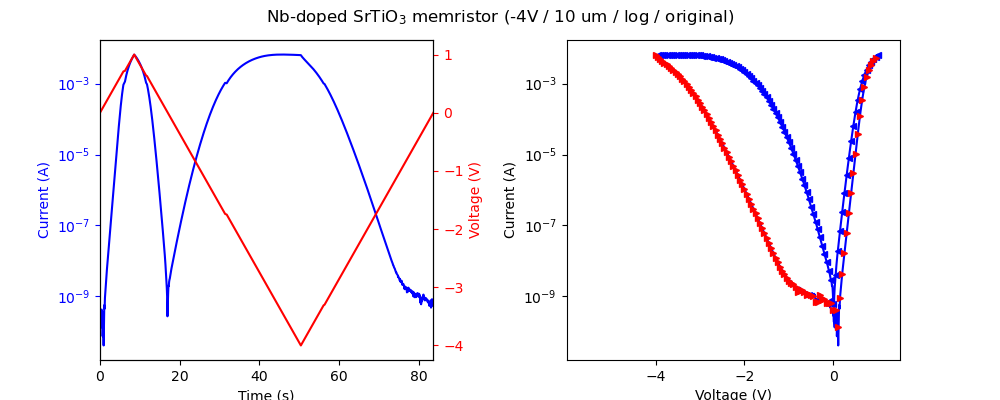 Nb-doped SrTiO₃ memristor (-4V / 10 um / log / original)
Current (A)
10⁻³
10⁻⁵
10⁻⁷
10⁻⁹
0 20 40 60 80
Time (s)
1
0
−1
−2
−3
−4
Voltage (V)
Current (A)
10⁻³
10⁻⁵
10⁻⁷
10⁻⁹
−4 −2 0
Voltage (V)